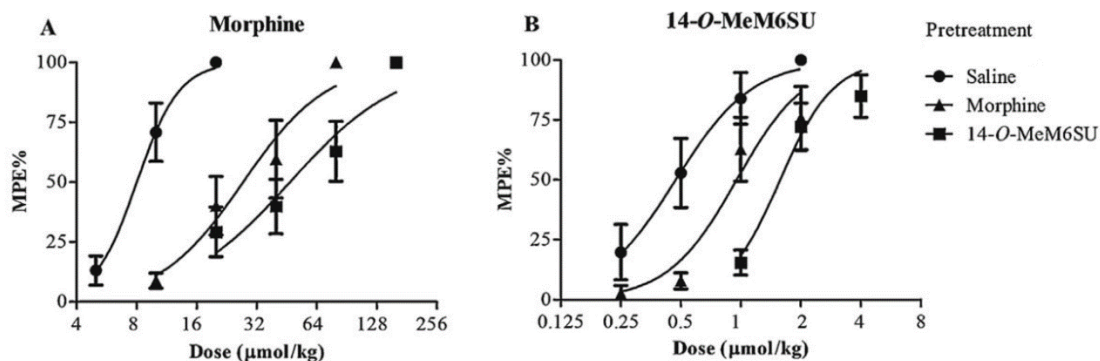 A
Morphine
MPE%
100
75
50
25
0
4 8 16 32 64 128 256
Dose (μmol/kg)
B
14-O-MeM6SU
MPE%
100
75
50
25
0
0.125 0.25 0.5 1 2 4 8
Dose (μmol/kg)
Pretreatment
Saline
Morphine
14-O-MeM6SU